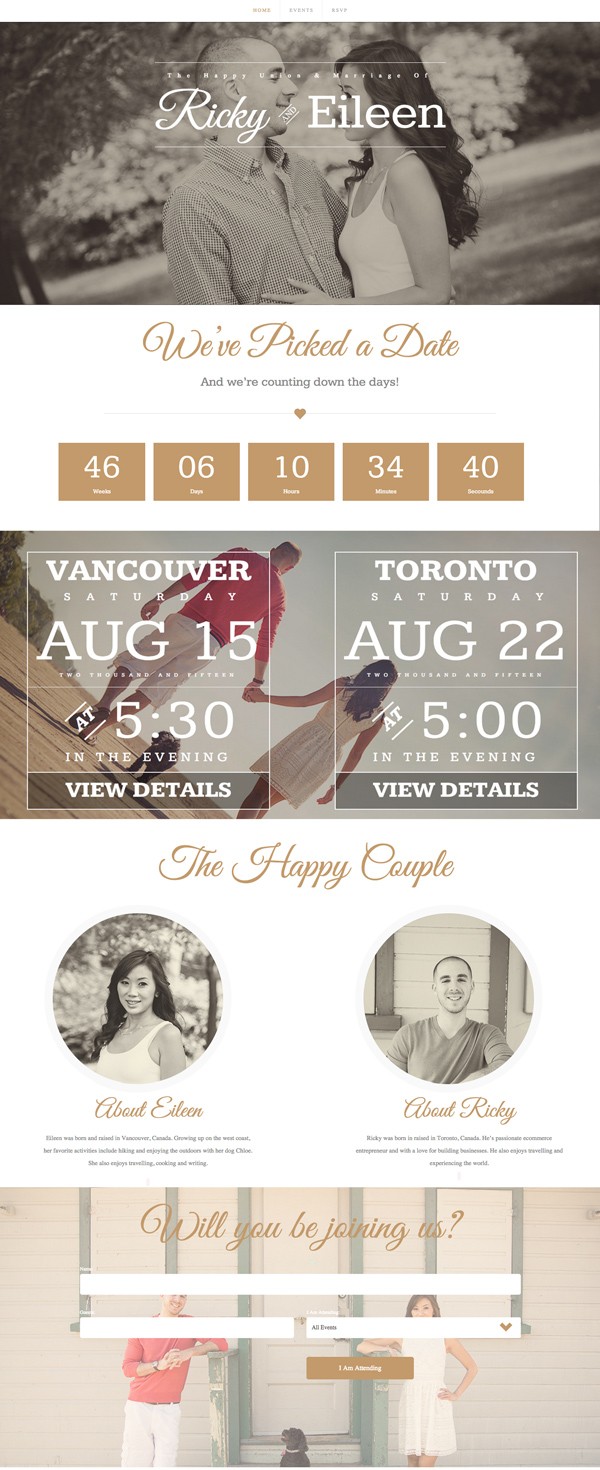 HOME EVENTS RSVP
The Happy Union & Marriage Of
Ricky AND Eileen
We've Picked a Date
And we're counting down the days!
46 06 10 34 40
Weeks Days Hours Minutes Seconds
VANCOUVER
SATURDAY
AUG 15
TWO THOUSAND AND FIFTEEN
AT 5:30
IN THE EVENING
VIEW DETAILS
TORONTO
SATURDAY
AUG 22
TWO THOUSAND AND FIFTEEN
AT 5:00
IN THE EVENING
VIEW DETAILS
The Happy Couple
About Eileen
Eileen was born and raised in Vancouver, Canada. Growing up on the west coast,
her favorite activities include hiking and enjoying the outdoors with her dog Chloe.
She also enjoys travelling, cooking and writing.
About Ricky
Ricky was born in raised in Toronto, Canada. He's passionate ecommerce
entrepreneur and with a love for building businesses. He also enjoys travelling and
experiencing the world.
Will you be joining us?
Name
I Am Attending
All Events
I Am Attending